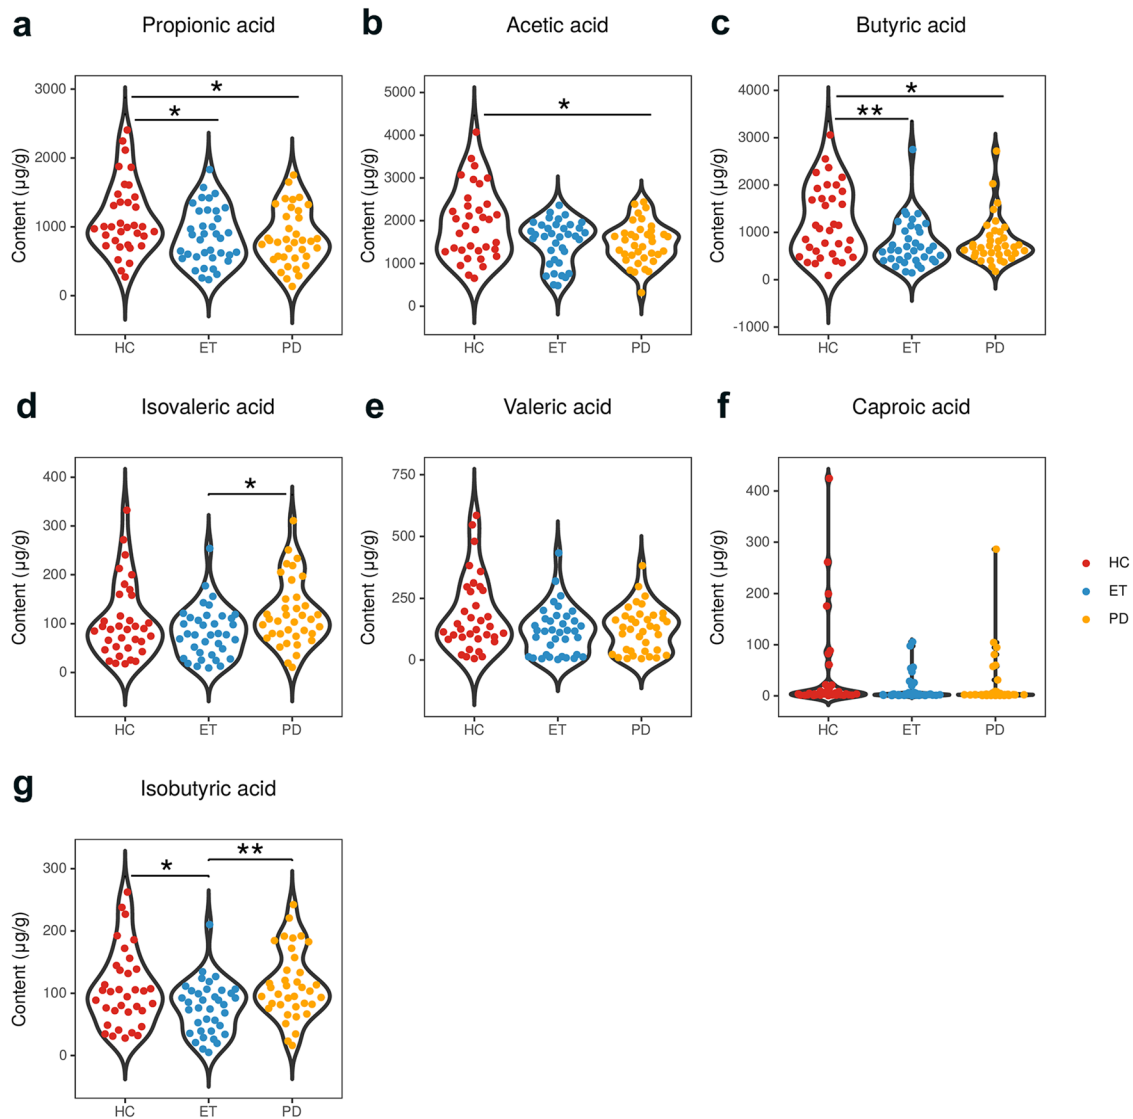 a Propionic acid
b Acetic acid
c Butyric acid
Content (µg/g)
3000
2000
1000
0
*
*
HC ET PD
Content (µg/g)
5000
4000
3000
2000
1000
0
*
HC ET PD
Content (µg/g)
4000
3000
2000
1000
0
-1000
*
**
HC ET PD
d Isovaleric acid
e Valeric acid
f Caproic acid
Content (µg/g)
400
300
200
100
0
*
HC ET PD
Content (µg/g)
750
500
250
0
HC ET PD
Content (µg/g)
400
300
200
100
0
HC ET PD
HC
ET
PD
g Isobutyric acid
Content (µg/g)
300
200
100
0
*
**
HC ET PD